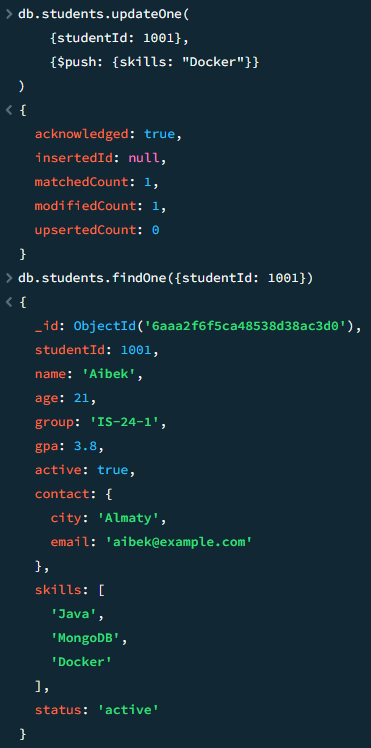 > db.students.updateOne(
    {studentId: 1001},
    {$push: {skills: "Docker"}}
)
< {
  acknowledged: true,
  insertedId: null,
  matchedCount: 1,
  modifiedCount: 1,
  upsertedCount: 0
}
> db.students.findOne({studentId: 1001})
< {
  _id: ObjectId('6aaa2f6f5ca48538d38ac3d0'),
  studentId: 1001,
  name: 'Aibek',
  age: 21,
  group: 'IS-24-1',
  gpa: 3.8,
  active: true,
  contact: {
    city: 'Almaty',
    email: 'aibek@example.com'
  },
  skills: [
    'Java',
    'MongoDB',
    'Docker'
  ],
  status: 'active'
}